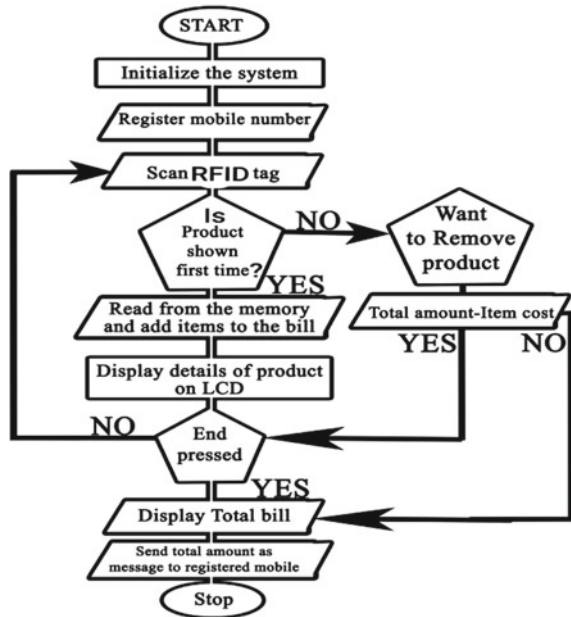 START
Initialize the system
Register mobile number
Scan RFID tag
Is
Product
shown
first time?
NO
YES
Want
to Remove
product
Read from the memory
and add items to the bill
Total amount-Item cost
YES
NO
Display details of product
on LCD
NO
End
pressed
YES
Display Total bill
Send total amount as
message to registered mobile
Stop